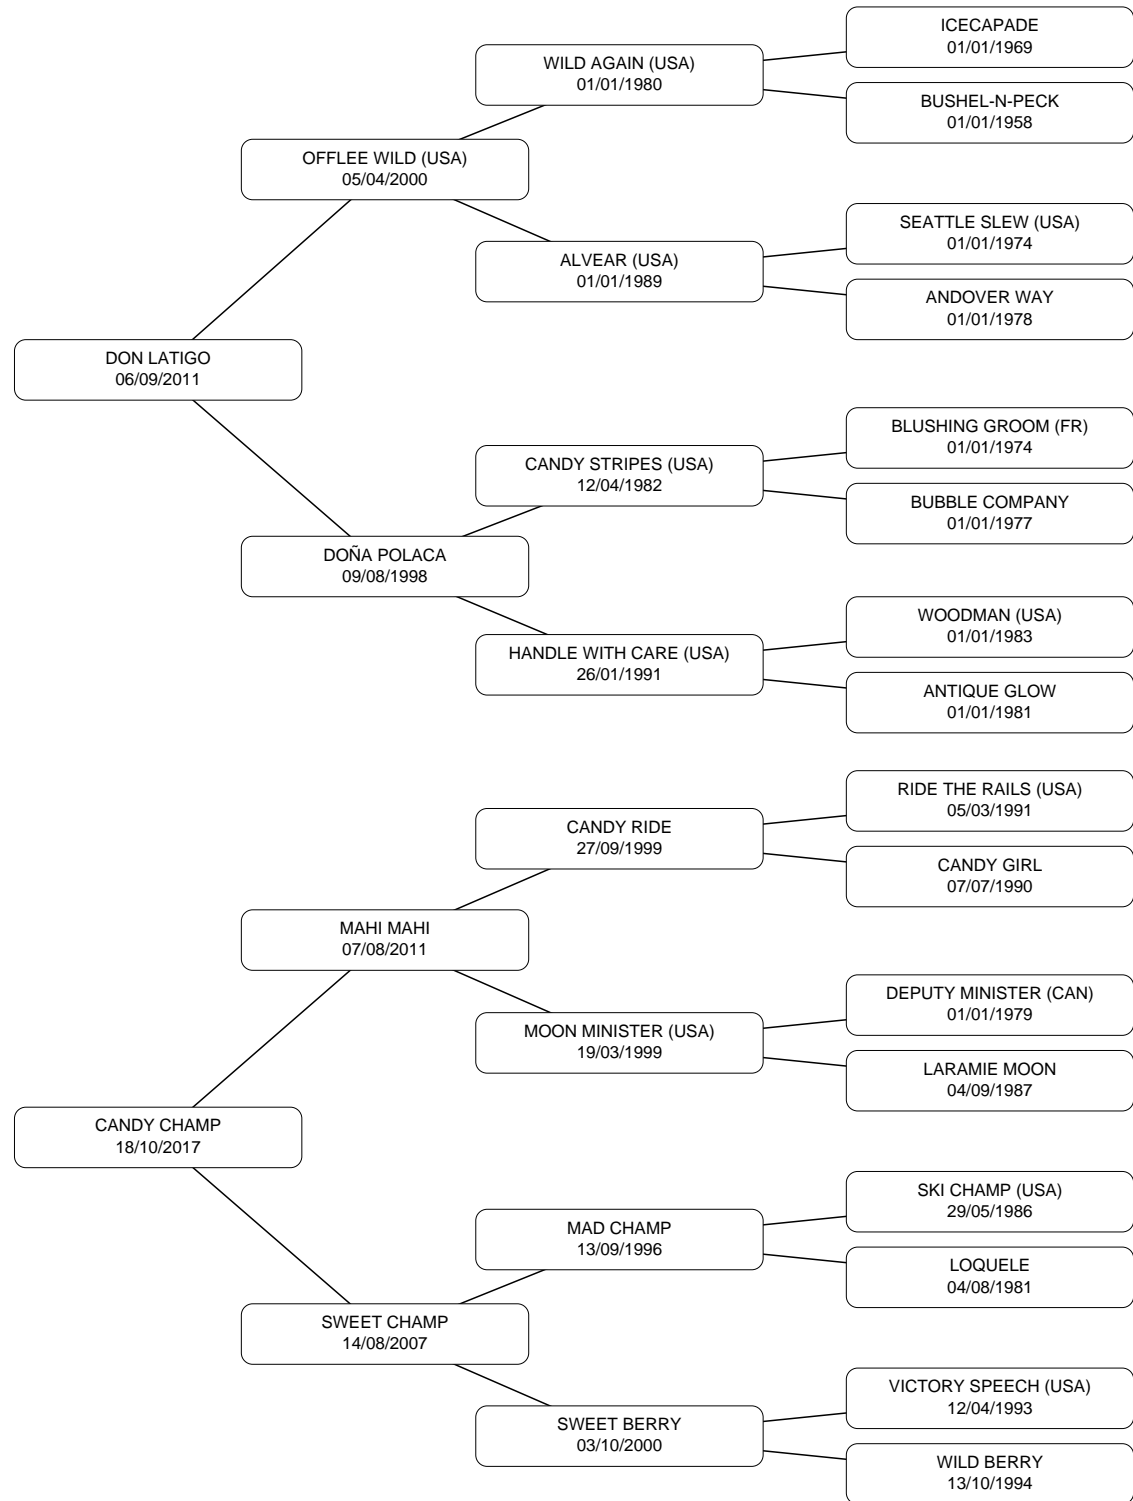 ICECAPADE
01/01/1969
WILD AGAIN (USA)
01/01/1980
BUSHEL-N-PECK
01/01/1958
OFFLEE WILD (USA)
05/04/2000
SEATTLE SLEW (USA)
01/01/1974
ALVEAR (USA)
01/01/1989
ANDOVER WAY
01/01/1978
DON LATIGO
06/09/2011
BLUSHING GROOM (FR)
01/01/1974
CANDY STRIPES (USA)
12/04/1982
BUBBLE COMPANY
01/01/1977
DOÑA POLACA
09/08/1998
WOODMAN (USA)
01/01/1983
HANDLE WITH CARE (USA)
26/01/1991
ANTIQUE GLOW
01/01/1981
RIDE THE RAILS (USA)
05/03/1991
CANDY RIDE
27/09/1999
CANDY GIRL
07/07/1990
MAHI MAHI
07/08/2011
DEPUTY MINISTER (CAN)
01/01/1979
MOON MINISTER (USA)
19/03/1999
LARAMIE MOON
04/09/1987
CANDY CHAMP
18/10/2017
SKI CHAMP (USA)
29/05/1986
MAD CHAMP
13/09/1996
LOQUELE
04/08/1981
SWEET CHAMP
14/08/2007
VICTORY SPEECH (USA)
12/04/1993
SWEET BERRY
03/10/2000
WILD BERRY
13/10/1994